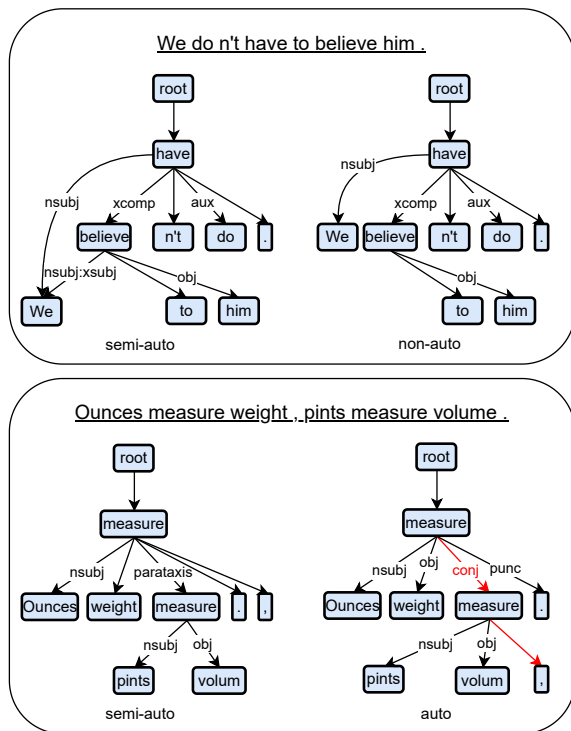 We do n't have to believe him .
root root
have have
nsubj nsubj
xcomp aux xcomp aux
believe n't do . We believe n't do .
nsubj:xsubj obj obj
We to him to him
semi-auto non-auto
Ounces measure weight , pints measure volume .
root root
measure measure
nsubj parataxis nsubj obj conj punc
Ounces weight measure . , Ounces weight measure .
nsubj obj nsubj obj
pints volum pints volum ,
semi-auto auto